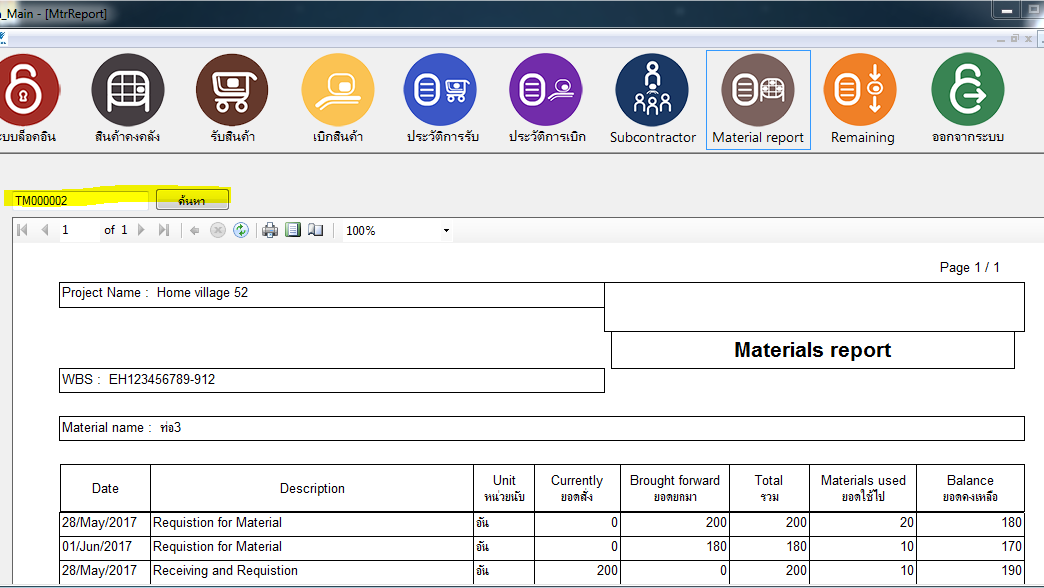 _Main - [MtrReport]
ระบบล็อคอิน สินค้าคงคลัง รับสินค้า เบิกสินค้า ประวัติการรับ ประวัติการเบิก Subcontractor Material report Remaining ออกจากระบบ
TM000002 ค้นหา
1 of 1 100%
Page 1 / 1
Project Name : Home village 52
Materials report
WBS : EH123456789-912
Material name : ท่อ3
Date Description Unit Currently Brought forward Total Materials used Balance
หน่วยนับ ยอดสั่ง ยอดยกมา รวม ยอดใช้ไป ยอดคงเหลือ
28/May/2017 Requistion for Material อัน 0 200 200 20 180
01/Jun/2017 Requistion for Material อัน 0 180 180 10 170
28/May/2017 Receiving and Requistion อัน 200 0 200 10 190